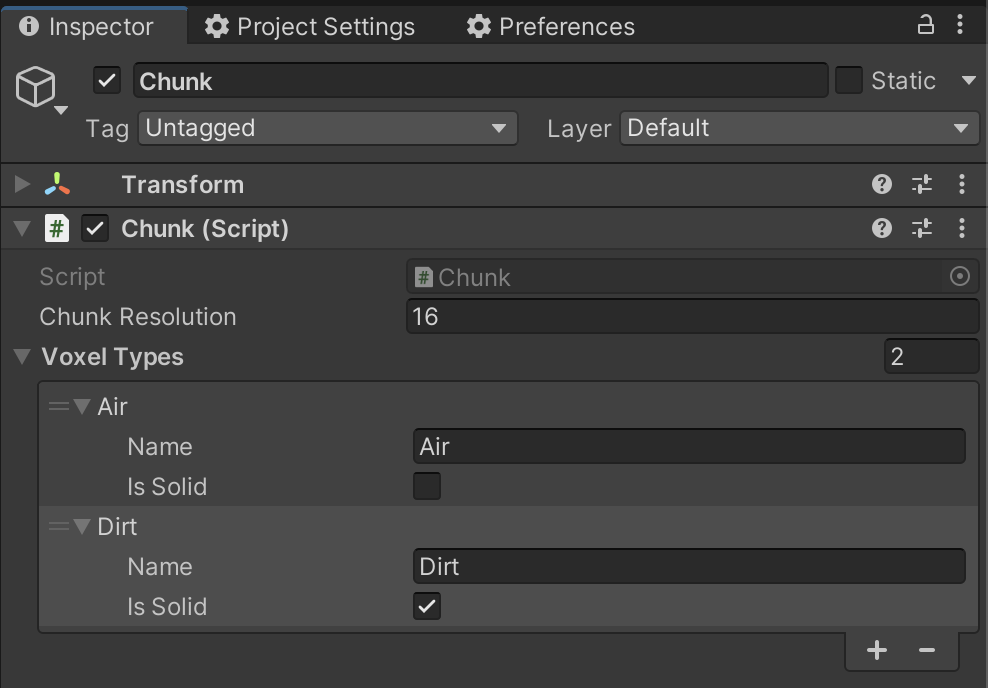 Inspector Project Settings Preferences
Chunk Static
Tag Untagged Layer Default
Transform
# Chunk (Script)
Script # Chunk
Chunk Resolution 16
Voxel Types 2
Air
Name Air
Is Solid
Dirt
Name Dirt
Is Solid